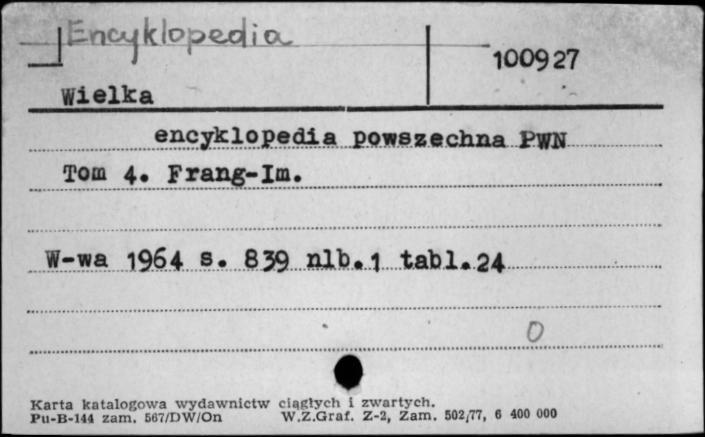 Encyklopedia
100927
Wielka
encyklopedia powszechna PWN
Tom 4. Frang-Im.
W-wa 1964 s. 839 nlb.1 tabl.24
0
Karta katalogowa wydawnictw ciągłych i zwartych.
Pu-B-144 zam. 567/DW/On W.Z.Graf. Z-2, Zam. 502/77, 6 400 000